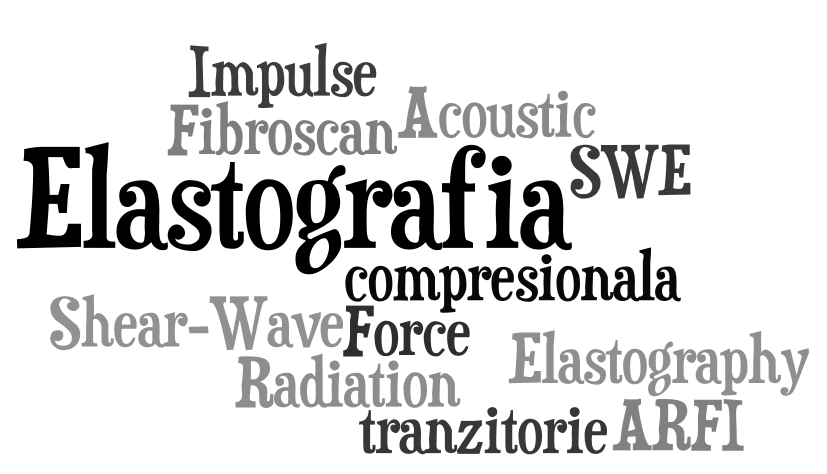 Impulse
Fibroscan Acoustic
Elastografia SWE
compresionala
Shear-Wave Force
Radiation Elastography
tranzitorie ARFI